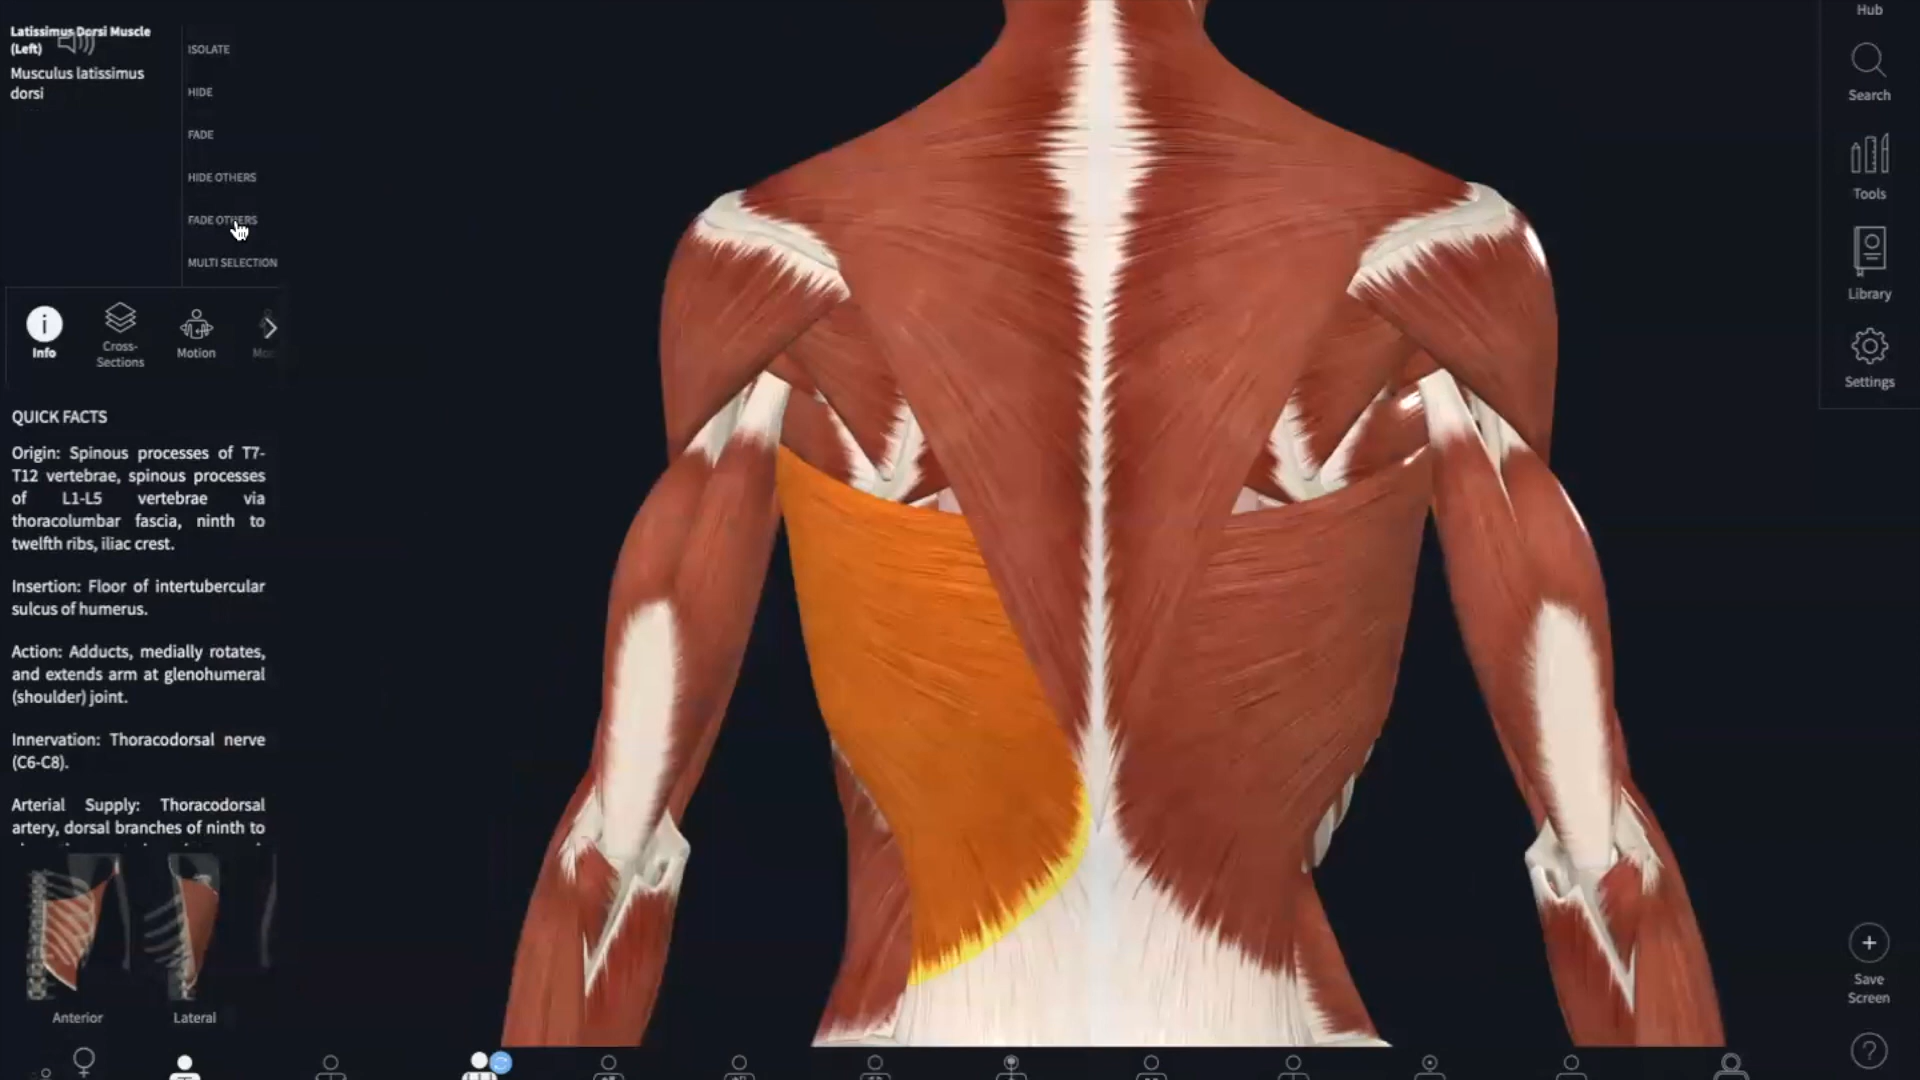 Latissimus Dorsi Muscle
(Left)
Musculus latissimus
dorsi
ISOLATE
HIDE
FADE
HIDE OTHERS
FADE OTHERS
MULTI SELECTION
Info
Cross-
Sections
Motion
QUICK FACTS
Origin: Spinous processes of T7-
T12 vertebrae, spinous processes
of L1-L5 vertebrae via
thoracolumbar fascia, ninth to
twelfth ribs, iliac crest.
Insertion: Floor of intertubercular
sulcus of humerus.
Action: Adducts, medially rotates,
and extends arm at glenohumeral
(shoulder) joint.
Innervation: Thoracodorsal nerve
(C6-C8).
Arterial Supply: Thoracodorsal
artery, dorsal branches of ninth to
Anterior
Lateral
Hub
Search
Tools
Library
Settings
Save
Screen